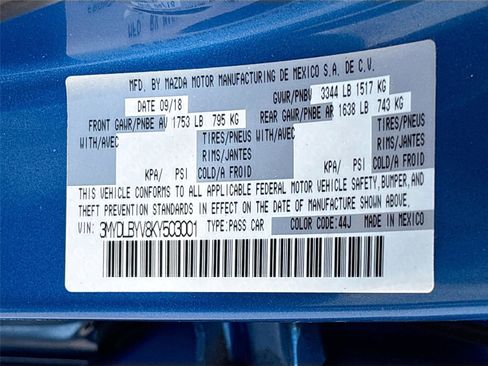 MFD. BY MAZDA MOTOR MANUFACTURING DE MEXICO S.A. DE C.V.
DATE 09/18 GVWR/PNBV 3344 LB 1517 KG
FRONT GAWR/PNBE AV 1753 LB 795 KG REAR GAWR/PNBE AR 1638 LB 743 KG
WITH/AVEC TIRES/PNEUS WITH/AVEC TIRES/PNEUS
RIMS/JANTES RIMS/JANTES
KPA/ PSI COLD/A FROID KPA/ PSI COLD/A FROID
THIS VEHICLE CONFORMS TO ALL APPLICABLE FEDERAL MOTOR VEHICLE SAFETY, BUMPER, AND
THEFT PREVENTION STANDARDS IN EFFECT ON THE DATE OF MANUFACTURE SHOWN ABOVE.
VIN: 3MYDLBYV8KY503001 TYPE:PASS CAR COLOR CODE:44J MADE IN MEXICO